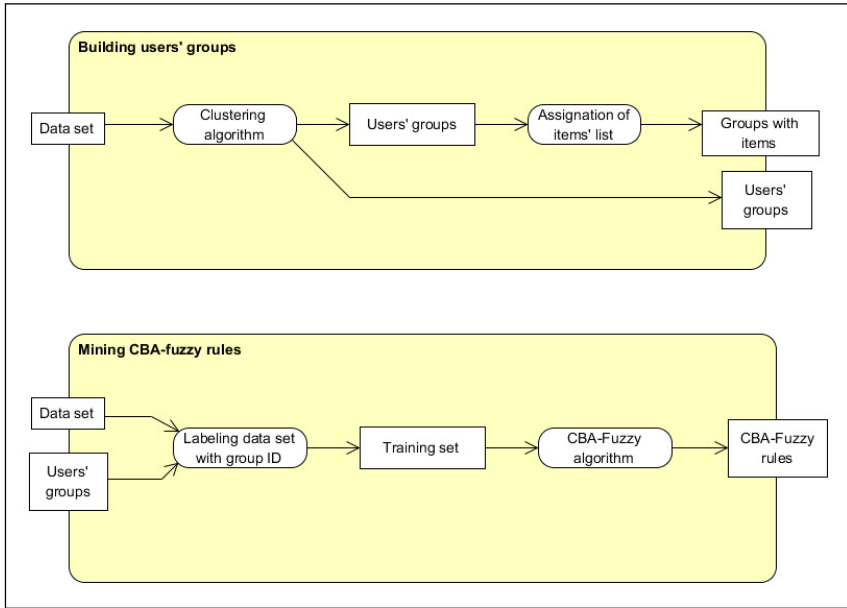 Building users' groups
Data set
Clustering
algorithm
Users' groups
Assignation of
items' list
Groups with
items
Users'
groups
Mining CBA-fuzzy rules
Data set
Users'
groups
Labeling data set
with group ID
Training set
CBA-Fuzzy
algorithm
CBA-Fuzzy
rules